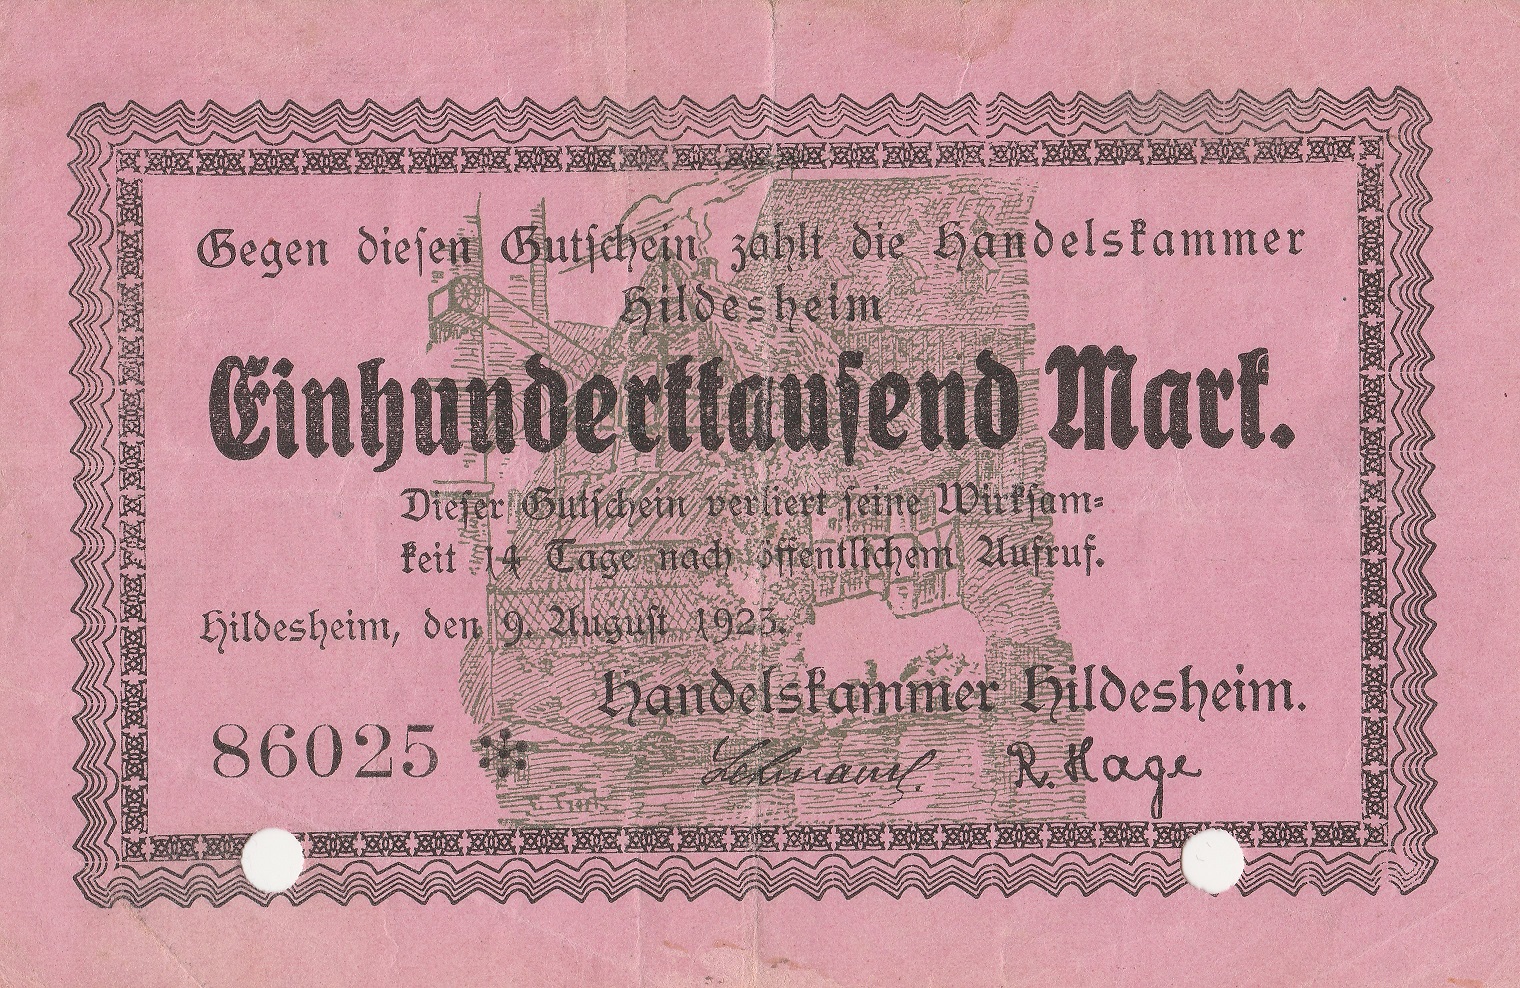 Gegen diesen Gutschein zahlt die Handelskammer
Hildesheim
Einhunderttausend Mark.
Dieser Gutschein verliert seine Wirksam=
keit 14 Tage nach öffentlichem Aufruf.
Hildesheim, den 9. August 1923.
Handelskammer Hildesheim.
86025 
R. Hage